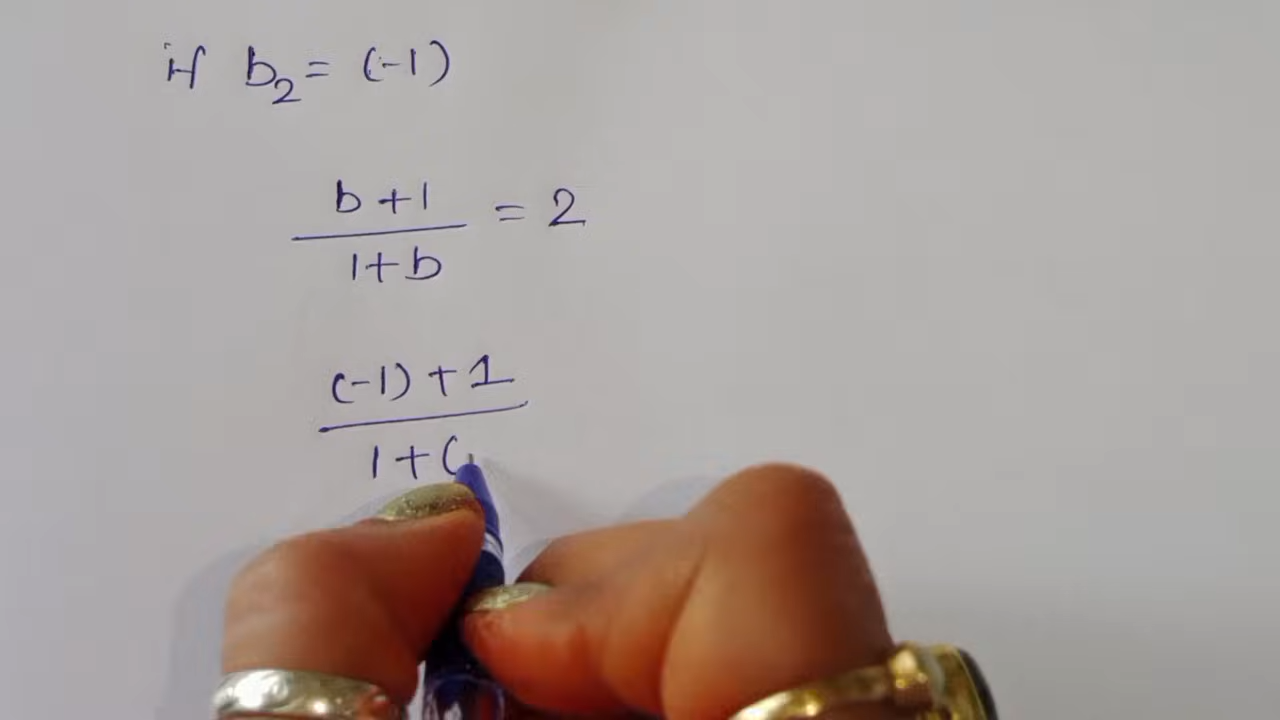 if b₂ = (-1)
b + 1
= 2
1 + b
(-1) + 1
1 + (